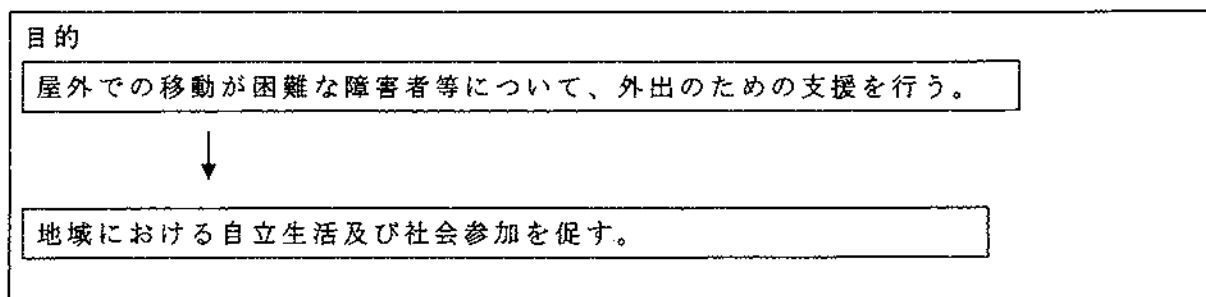 目的
屋外での移動が困難な障害者等について、外出のための支援を行う。
地域における自立生活及び社会参加を促す。